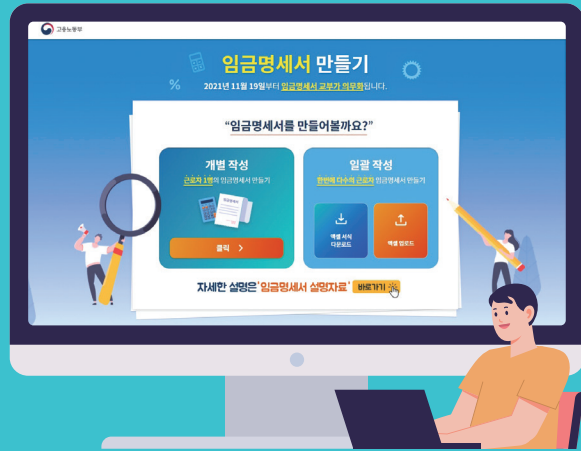 고용노동부
임금명세서 만들기
%
2021년 11월 19일부터 임금명세서 교부가 의무화됩니다.
“임금명세서를 만들어볼까요?”
개별 작성
근로자 1명의 임금명세서 만들기
임금명세서
클릭 >
일괄 작성
한번에 다수의 근로자 임금명세서 만들기
엑셀 서식
다운로드
엑셀 업로드
자세한 설명은 '임금명세서 설명자료' 바로가기